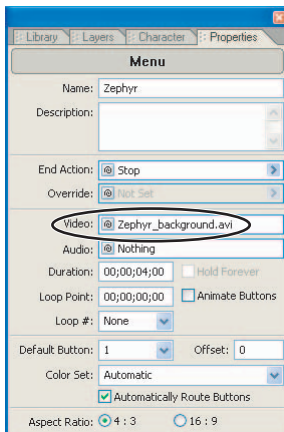 Library Layers Character Properties
Menu
Name: Zephyr
Description:
End Action: Stop
Override: Not Set
Video: Zephyr_background.avi
Audio: Nothing
Duration: 00;00;04;00 Hold Forever
Loop Point: 00;00;00;00 Animate Buttons
Loop #: None
Default Button: 1 Offset: 0
Color Set: Automatic
Automatically Route Buttons
Aspect Ratio: 4 : 3 16 : 9